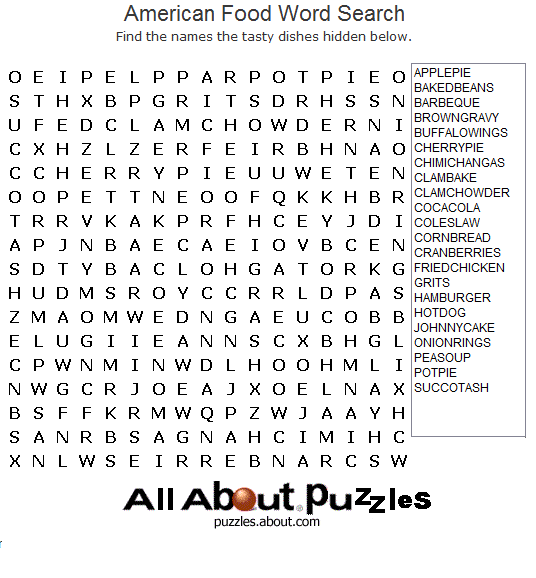 American Food Word Search
Find the names the tasty dishes hidden below.
O E I P E L P P A R P O T P I E O
S T H X B P G R I T S D R H S S N
U F E D C L A M C H O W D E R N I
C X H Z L Z E R F E I R B H N A O
C C H E R R Y P I E U U W E T E N
O O P E T T N E O O F Q K K H B R
T R R V K A K P R F H C E Y J D I
A P J N B A E C A E I O V B C E N
S D T Y B A C L O H G A T O R K G
H U D M S R O Y C C R R L D P A S
Z M A O M W E D N G A E U C O B B
E L U G I I E A N N S C X B H G L
C P W N M I N W D L H O O H M L I
N W G C R J O E A J X O E L N A X
B S F F K R M W Q P Z W J A A Y H
S A N R B S A G N A H C I M I H C
X N L W S E I R R E B N A R C S W
APPLEPIE
BAKEDBEANS
BARBEQUE
BROWNGRAVY
BUFFALOWINGS
CHERRYPIE
CHIMICHANGAS
CLAMBAKE
CLAMCHOWDER
COCACOLA
COLESLAW
CORNBREAD
CRANBERRIES
FRIEDCHICKEN
GRITS
HAMBURGER
HOTDOG
JOHNNYCAKE
ONIONRINGS
PEASOUP
POTPIE
SUCCOTASH
All About Puzzles
puzzles.about.com